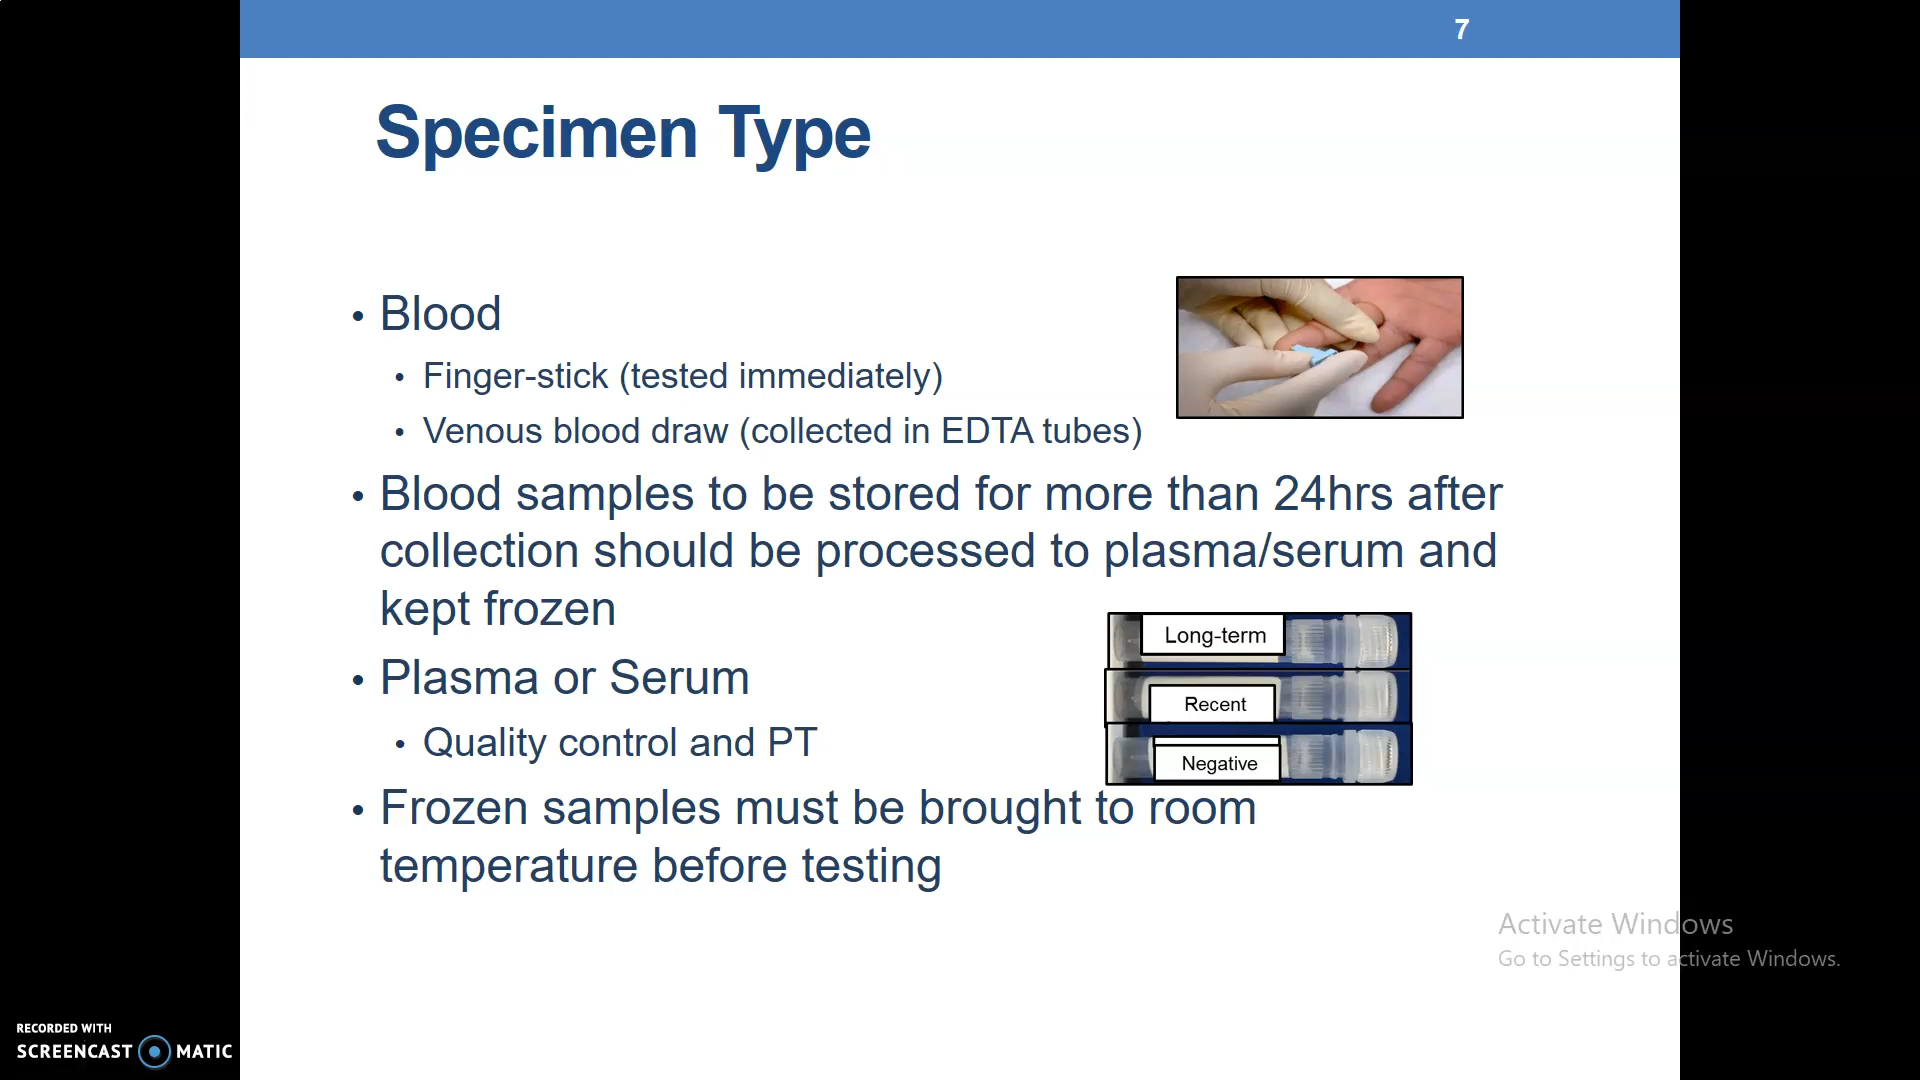 7
Specimen Type
• Blood
• Finger-stick (tested immediately)
• Venous blood draw (collected in EDTA tubes)
• Blood samples to be stored for more than 24hrs after
collection should be processed to plasma/serum and
kept frozen
• Plasma or Serum
• Quality control and PT
Long-term
Recent
Negative
• Frozen samples must be brought to room
temperature before testing
Activate Windows
Go to Settings to activate Windows.
RECORDED WITH
SCREENCAST MATIC